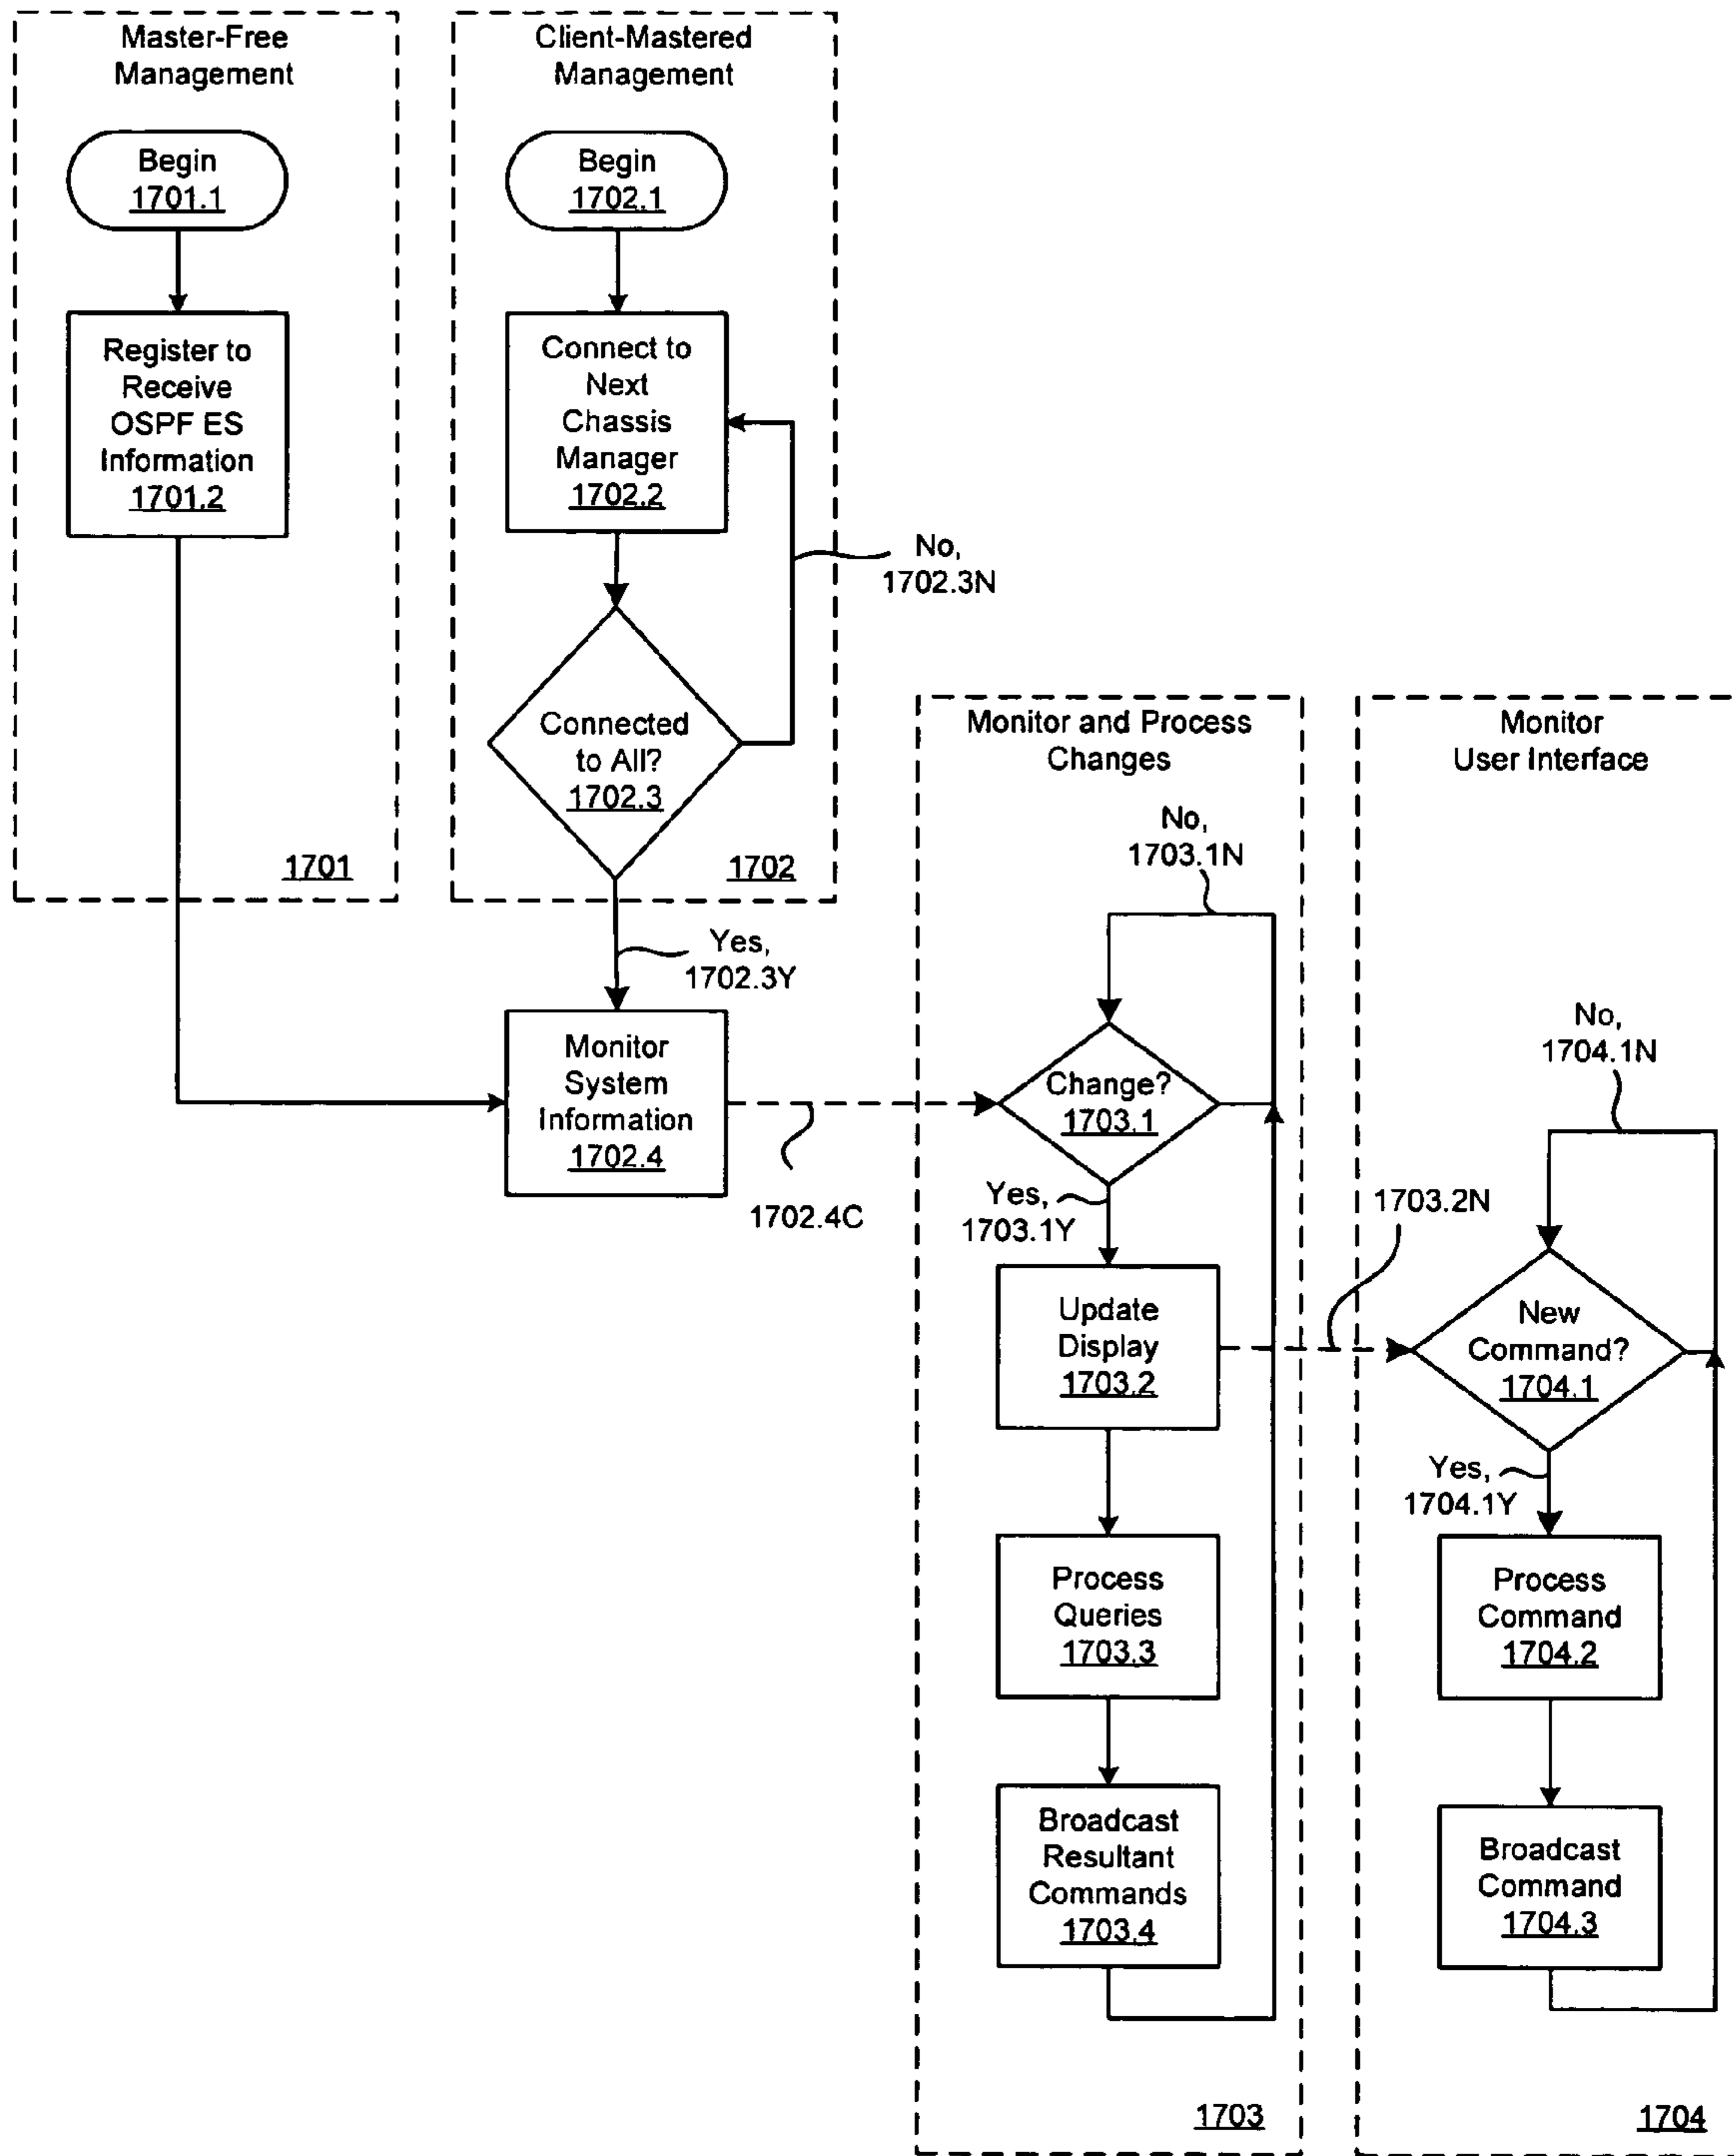 Master-Free
Management
Begin
1701.1
Register to
Receive
OSPF ES
Information
1701.2
1701
Client-Mastered
Management
Begin
1702.1
Connect to
Next
Chassis
Manager
1702.2
No,
1702.3N
Connected
to All?
1702.3
1702
Yes,
1702.3Y
Monitor
System
Information
1702.4
1702.4C
Monitor and Process
Changes
No,
1703.1N
Change?
1703.1
Yes,
1703.1Y
Update
Display
1703.2
1703.2N
Process
Queries
1703.3
Broadcast
Resultant
Commands
1703.4
1703
Monitor
User Interface
No,
1704.1N
New
Command?
1704.1
Yes,
1704.1Y
Process
Command
1704.2
Broadcast
Command
1704.3
1704